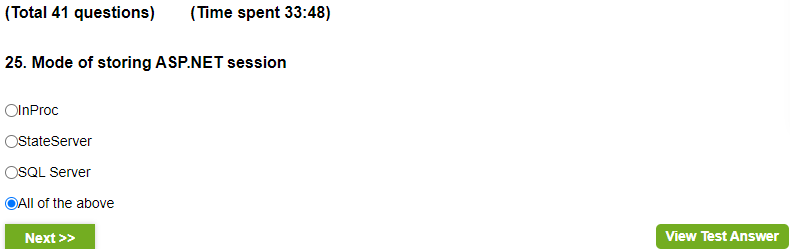 (Total 41 questions) (Time spent 33:48)
25. Mode of storing ASP.NET session
InProc
StateServer
SQL Server
All of the above
Next >>
View Test Answer